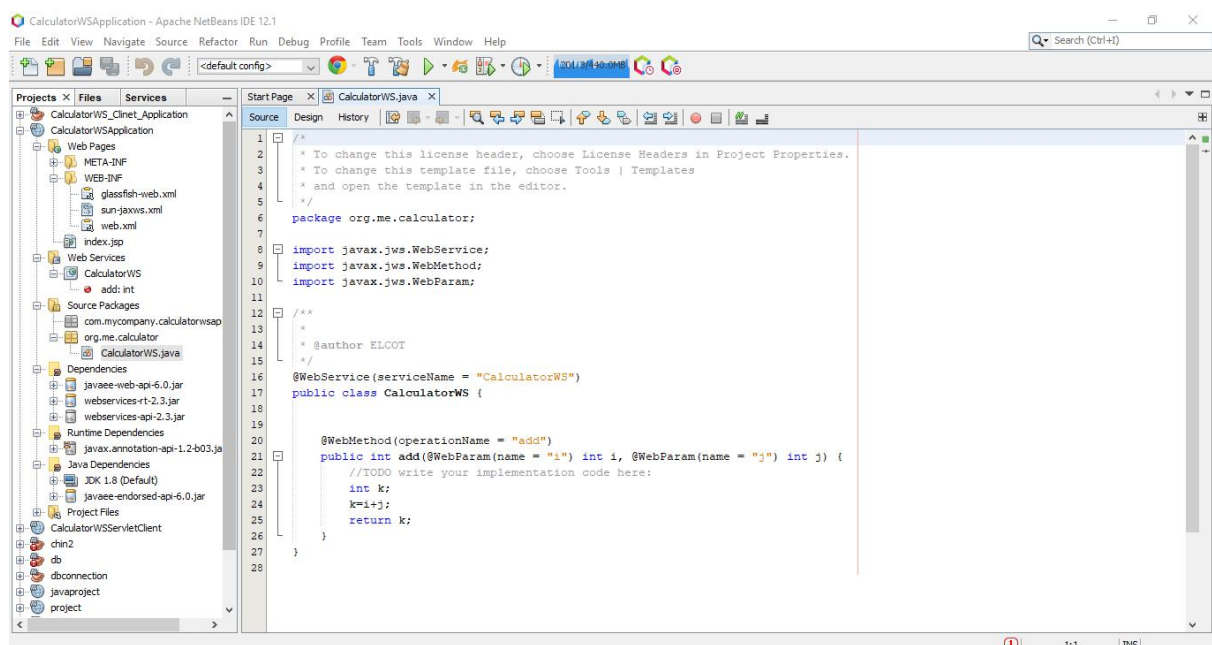 CalculatorWSApplication - Apache NetBeans IDE 12.1
File Edit View Navigate Source Refactor Run Debug Profile Team Tools Window Help
Search (Ctrl+I)
<default config>
Projects Files Services
Start Page CalculatorWS.java
Source Design History
CalculatorWS_Clinet_Application
CalculatorWSApplication
Web Pages
META-INF
WEB-INF
glassfish-web.xml
sun-jaxws.xml
web.xml
index.jsp
Web Services
CalculatorWS
add: int
Source Packages
com.mycompany.calculatorwsap
org.me.calculator
CalculatorWS.java
Dependencies
javaee-web-api-6.0.jar
webservices-rt-2.3.jar
webservices-api-2.3.jar
Runtime Dependencies
javax.annotation-api-1.2-b03.ja
Java Dependencies
JDK 1.8 (Default)
javaee-endorsed-api-6.0.jar
Project Files
CalculatorWSServletClient
chin2
db
dbconnection
javaproject
project
1 /*
2 * To change this license header, choose License Headers in Project Properties.
3 * To change this template file, choose Tools | Templates
4 * and open the template in the editor.
5 */
6 package org.me.calculator;
7
8 import javax.jws.WebService;
9 import javax.jws.WebMethod;
10 import javax.jws.WebParam;
11
12 /**
13 *
14 * @author ELCOT
15 */
16 @WebService(serviceName = "CalculatorWS")
17 public class CalculatorWS {
18
19
20 @WebMethod(operationName = "add")
21 public int add(@WebParam(name = "i") int i, @WebParam(name = "j") int j) {
22 //TODO write your implementation code here:
23 int k;
24 k=i+j;
25 return k;
26 }
27 }
28
1 1:1 INS